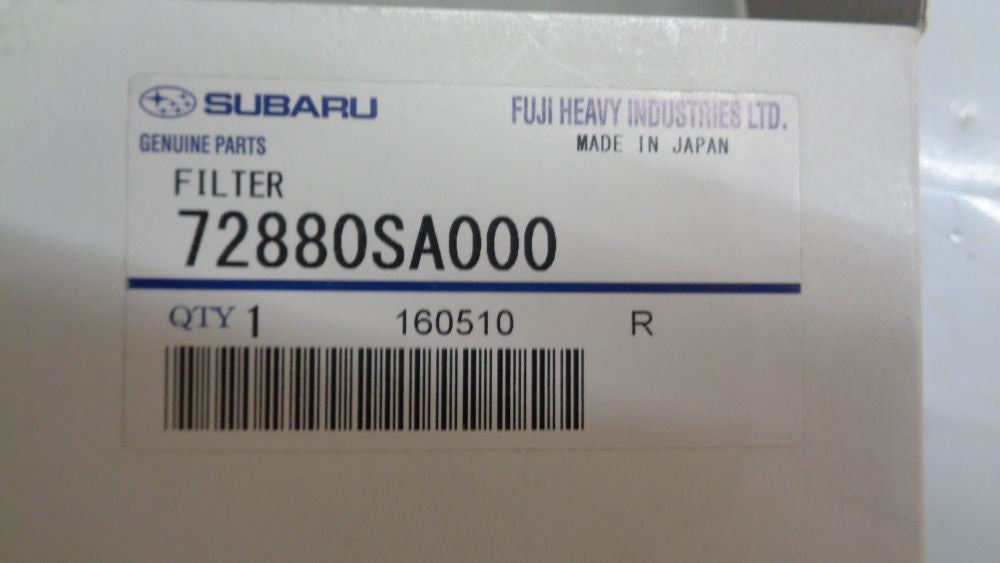 SUBARU
FUJI HEAVY INDUSTRIES LTD.
GENUINE PARTS
MADE IN JAPAN
FILTER
72880SA000
QTY 1 160510 R